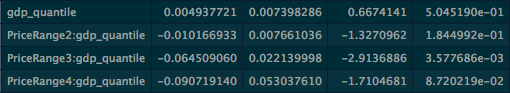 gdp_quantile 0.004937721 0.007398286 0.6674141 5.045190e-01
PriceRange2:gdp_quantile -0.010166933 0.007661036 -1.3270962 1.844992e-01
PriceRange3:gdp_quantile -0.064509060 0.022139998 -2.9136886 3.577686e-03
PriceRange4:gdp_quantile -0.090719140 0.053037610 -1.7104681 8.720219e-02